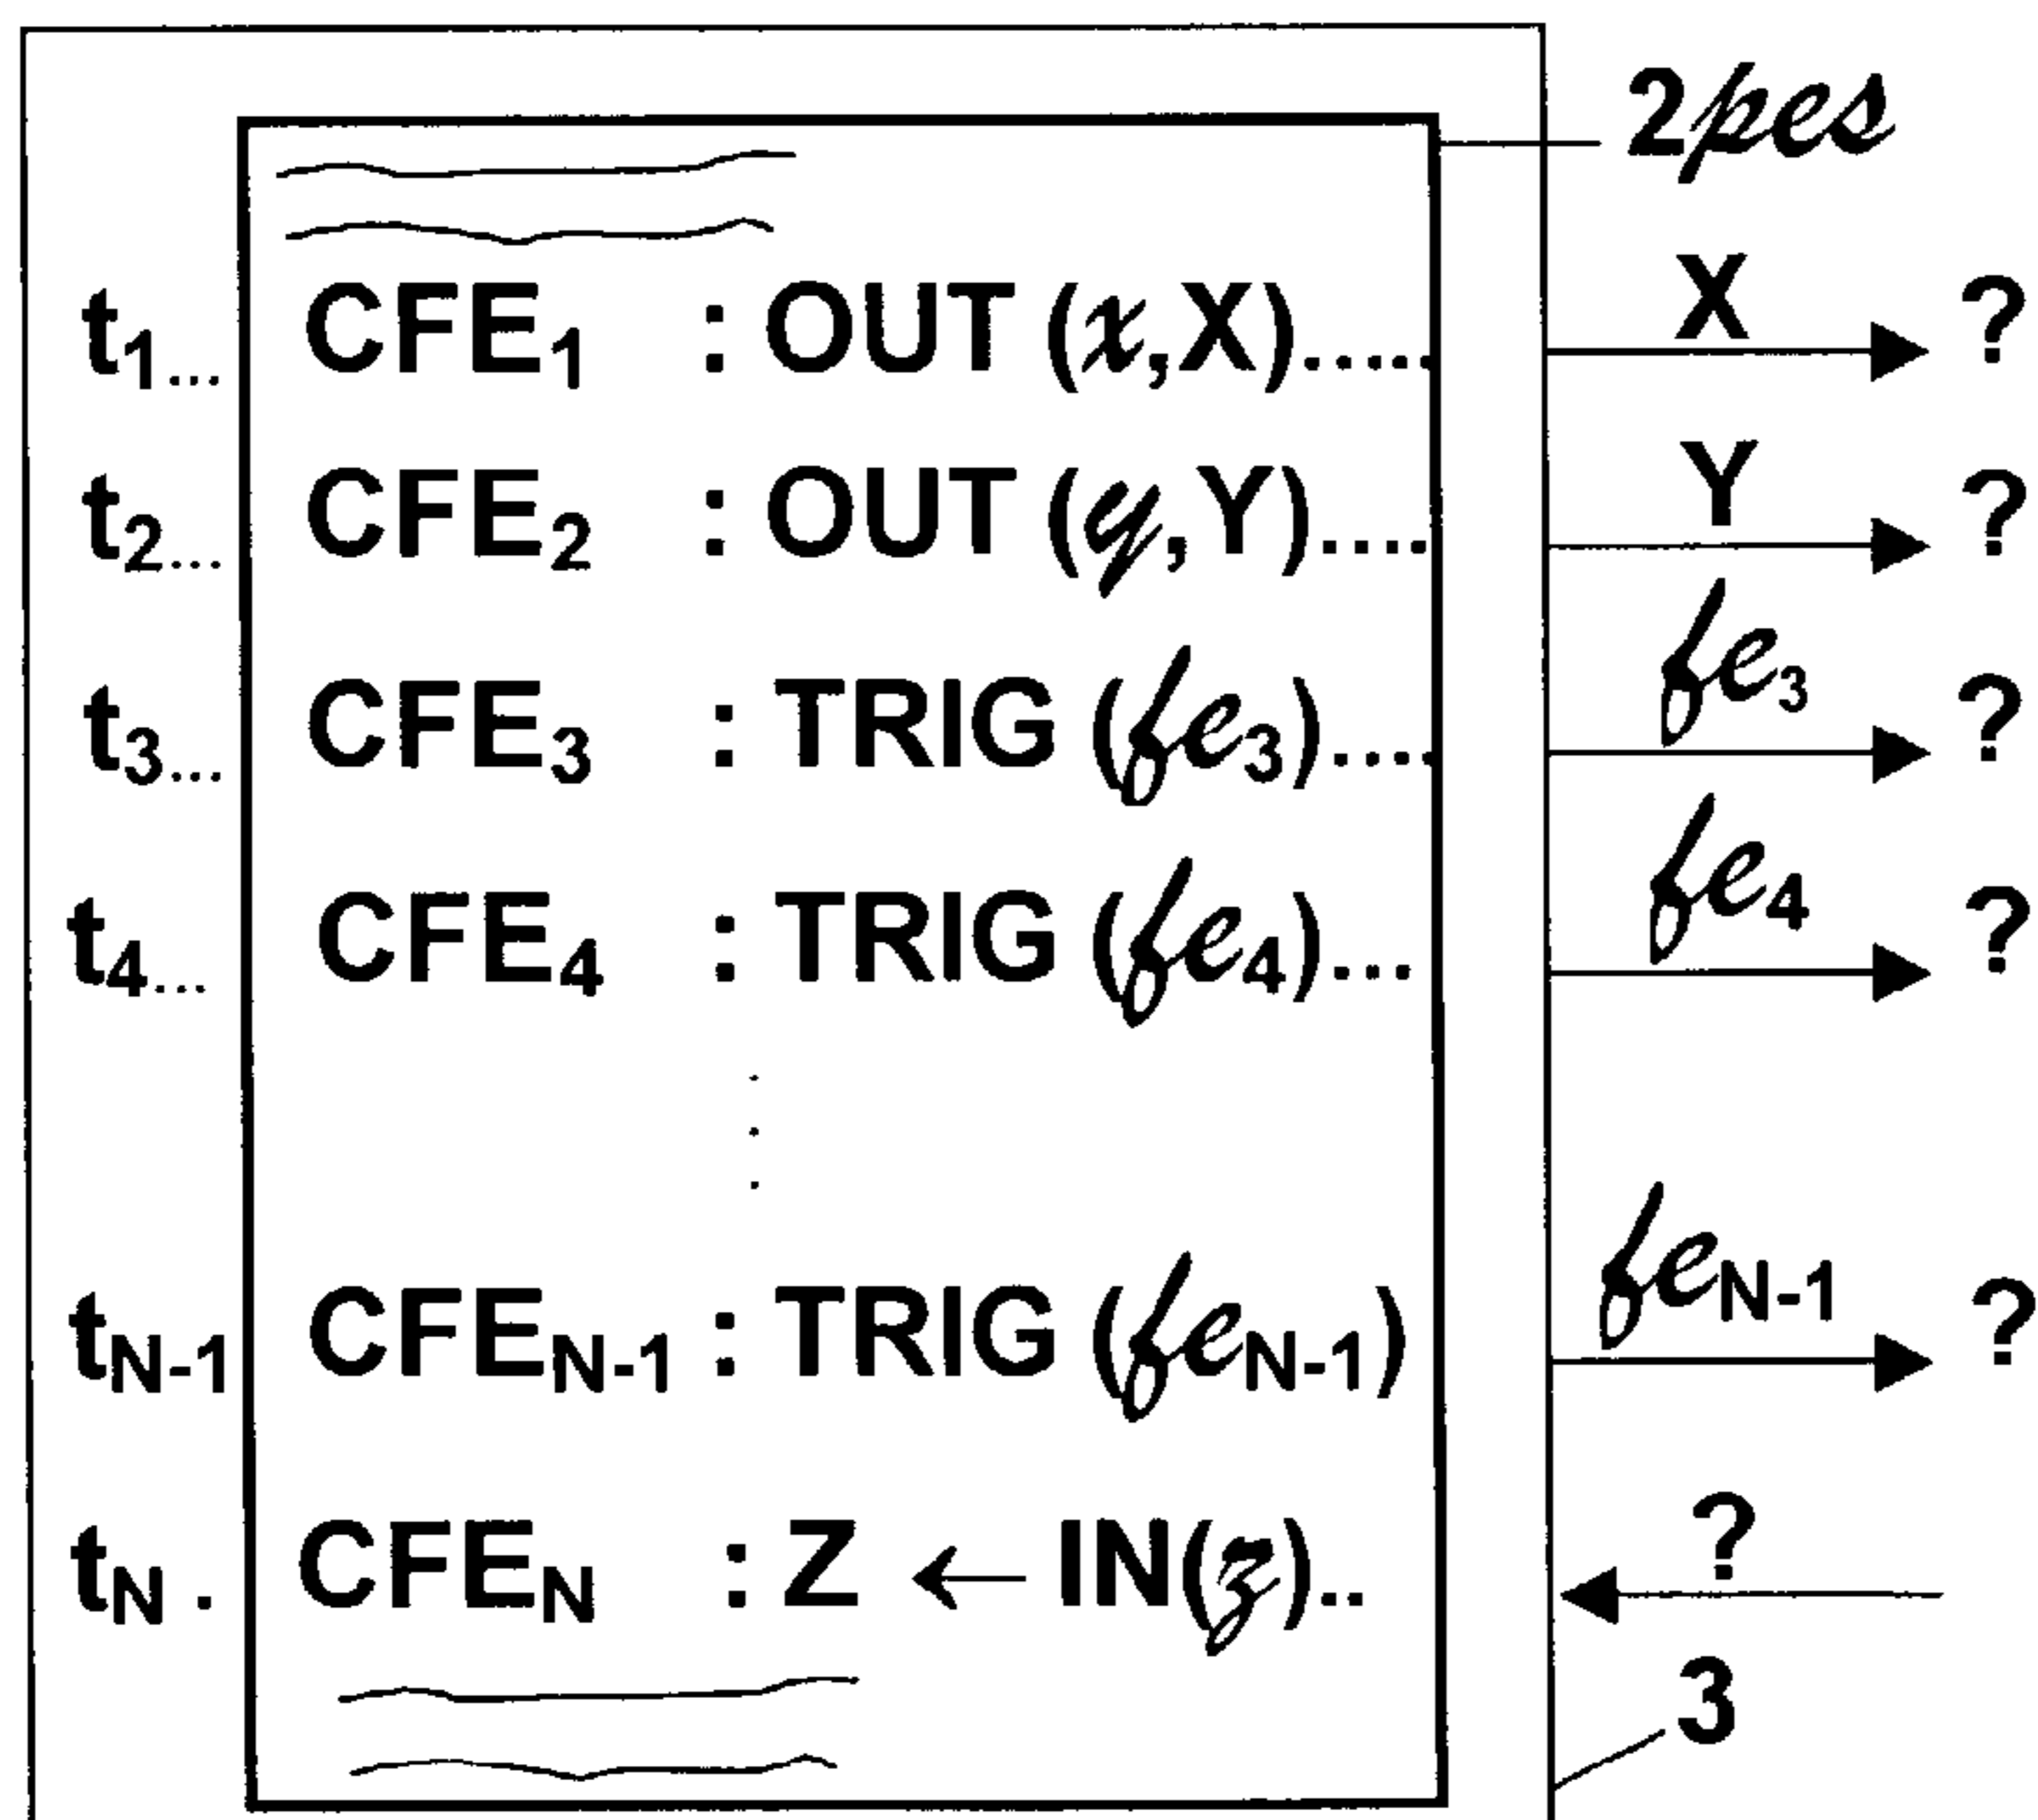 2pes
X
t1... CFE1 : OUT (x,X)..... ?
Y
t2... CFE2 : OUT (y,Y).... ?
fe3
t3... CFE3 : TRIG (fe3).... ?
fe4
t4... CFE4 : TRIG (fe4)... ?
feN-1
tN-1 CFEN-1 : TRIG (feN-1) ?
?
tN . CFEN : Z ← IN(z)..
3